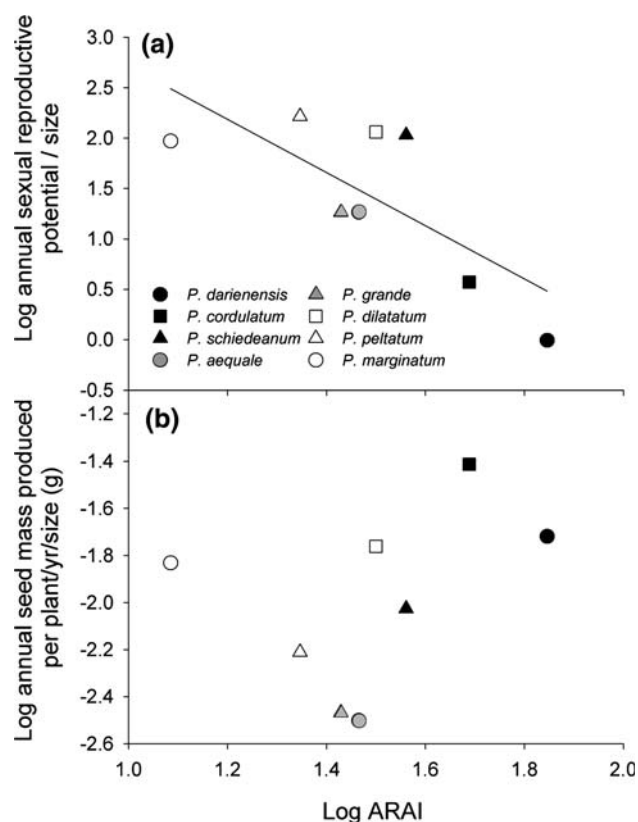 (a)
Log annual sexual reproductive
potential / size
3.0
2.5
2.0
1.5
1.0
0.5
0.0
-0.5
P. darienensis
P. cordulatum
P. schiedeanum
P. aequale
P. grande
P. dilatatum
P. peltatum
P. marginatum
(b)
Log annual seed mass produced
per plant/yr/size (g)
-1.2
-1.4
-1.6
-1.8
-2.0
-2.2
-2.4
-2.6
1.0 1.2 1.4 1.6 1.8 2.0
Log ARAI